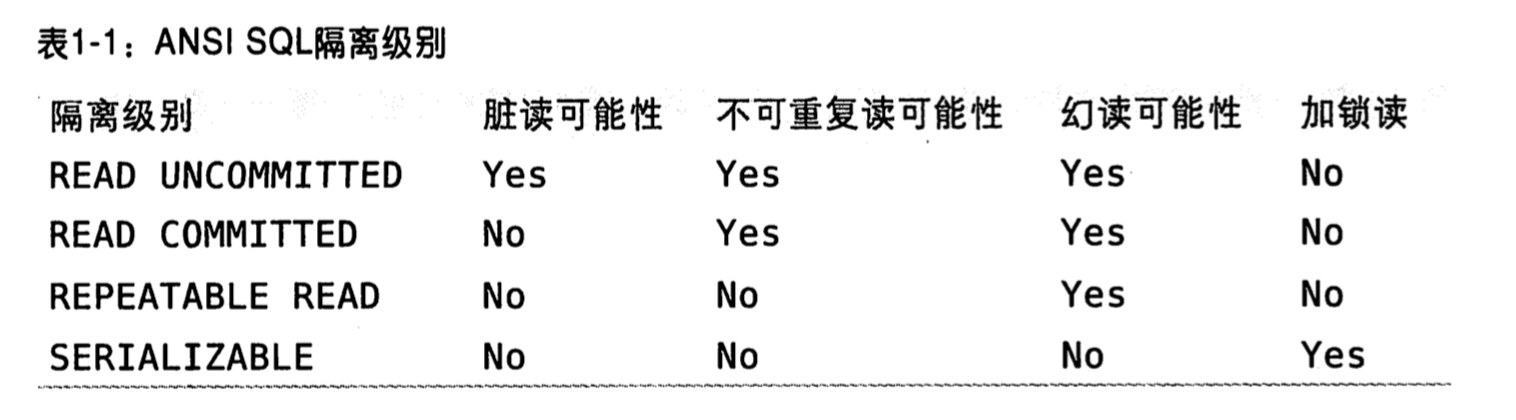 表1-1：ANSI SQL隔离级别
隔离级别 脏读可能性 不可重复读可能性 幻读可能性 加锁读
READ UNCOMMITTED Yes Yes Yes No
READ COMMITTED No Yes Yes No
REPEATABLE READ No No Yes No
SERIALIZABLE No No No Yes